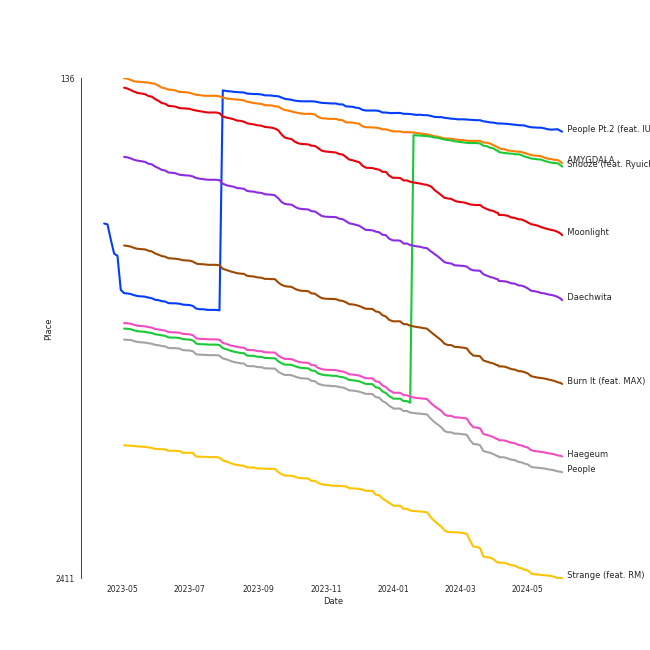 136
People Pt.2 (feat. IU
AMYGDALA
Snooze (feat. Ryuic
Moonlight
Daechwita
Place
Burn It (feat. MAX)
Haegeum
People
Strange (feat. RM)
2411
2023-05 2023-07 2023-09 2023-11 2024-01 2024-03 2024-05
Date